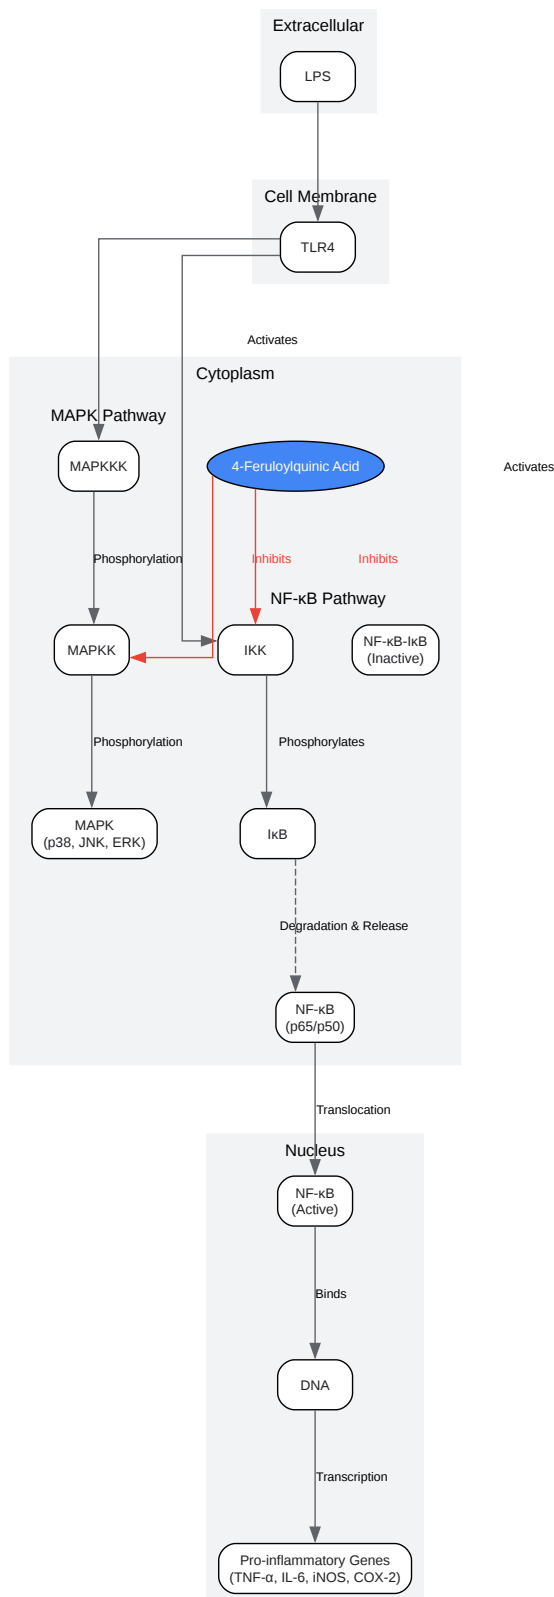 Extracellular
LPS
Cell Membrane
TLR4
Activates
Cytoplasm
MAPK Pathway
MAPKKK
4-Feruloylquinic Acid
Activates
Phosphorylation
Inhibits
Inhibits
NF-κB Pathway
MAPKK
IKK
NF-κB-IκB
(Inactive)
Phosphorylation
Phosphorylates
MAPK
(p38, JNK, ERK)
IκB
Degradation & Release
NF-κB
(p65/p50)
Translocation
Nucleus
NF-κB
(Active)
Binds
DNA
Transcription
Pro-inflammatory Genes
(TNF-α, IL-6, iNOS, COX-2)